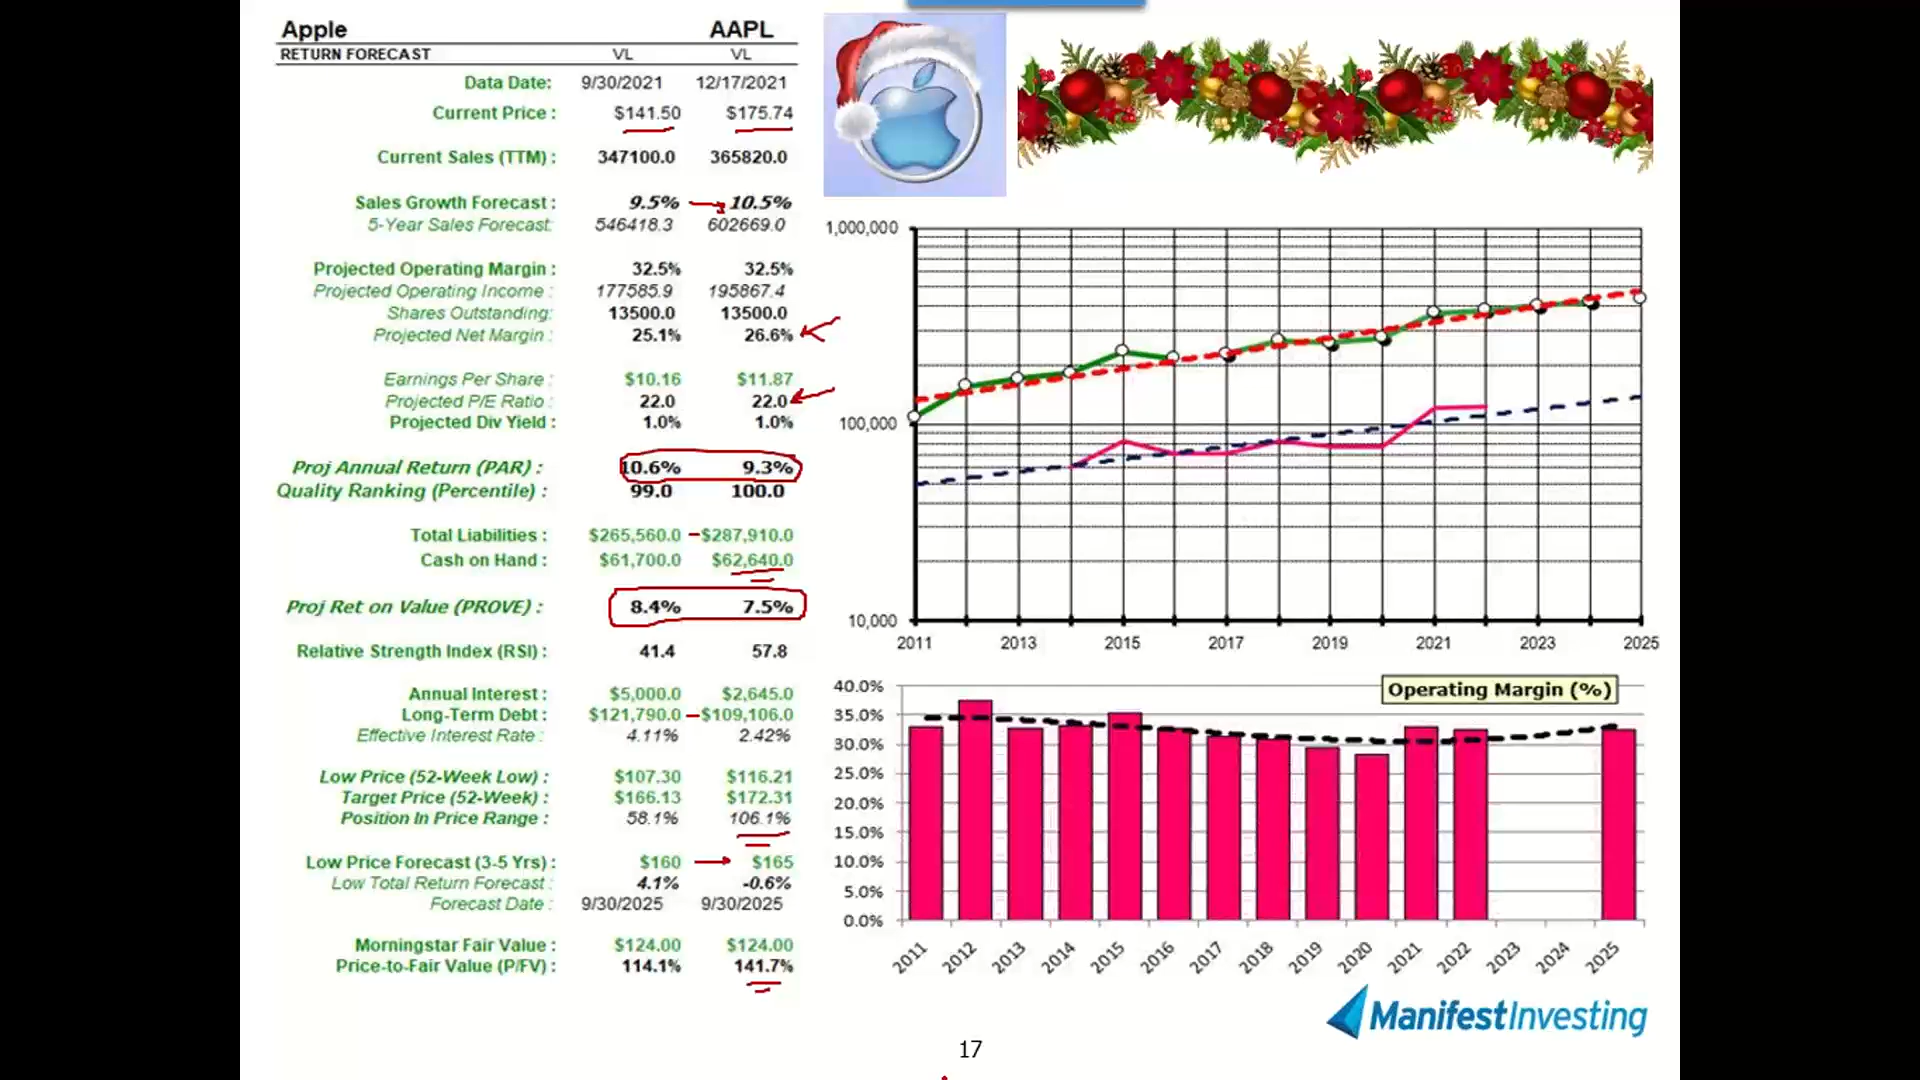 Apple AAPL
RETURN FORECAST VL VL
Data Date: 9/30/2021 12/17/2021
Current Price : $141.50 $175.74
Current Sales (TTM) : 347100.0 365820.0
Sales Growth Forecast : 9.5% 10.5%
5-Year Sales Forecast: 546418.3 602669.0
Projected Operating Margin : 32.5% 32.5%
Projected Operating Income : 177585.9 195867.4
Shares Outstanding: 13500.0 13500.0
Projected Net Margin : 25.1% 26.6%
Earnings Per Share : $10.16 $11.87
Projected P/E Ratio : 22.0 22.0
Projected Div Yield : 1.0% 1.0%
Proj Annual Return (PAR) : 10.6% 9.3%
Quality Ranking (Percentile) : 99.0 100.0
Total Liabilities : $265,560.0 $287,910.0
Cash on Hand : $61,700.0 $62,640.0
Proj Ret on Value (PROVE) : 8.4% 7.5%
Relative Strength Index (RSI) : 41.4 57.8
Annual Interest : $5,000.0 $2,645.0
Long-Term Debt : $121,790.0 $109,106.0
Effective Interest Rate : 4.11% 2.42%
Low Price (52-Week Low) : $107.30 $116.21
Target Price (52-Week) : $166.13 $172.31
Position In Price Range : 58.1% 106.1%
Low Price Forecast (3-5 Yrs) : $160 $165
Low Total Return Forecast : 4.1% -0.6%
Forecast Date : 9/30/2025 9/30/2025
Morningstar Fair Value : $124.00 $124.00
Price-to-Fair Value (P/FV) : 114.1% 141.7%
1,000,000
100,000
10,000
2011 2013 2015 2017 2019 2021 2023 2025
Operating Margin (%)
40.0%
35.0%
30.0%
25.0%
20.0%
15.0%
10.0%
5.0%
0.0%
2011 2012 2013 2014 2015 2016 2017 2018 2019 2020 2021 2022 2023 2024 2025
ManifestInvesting
17